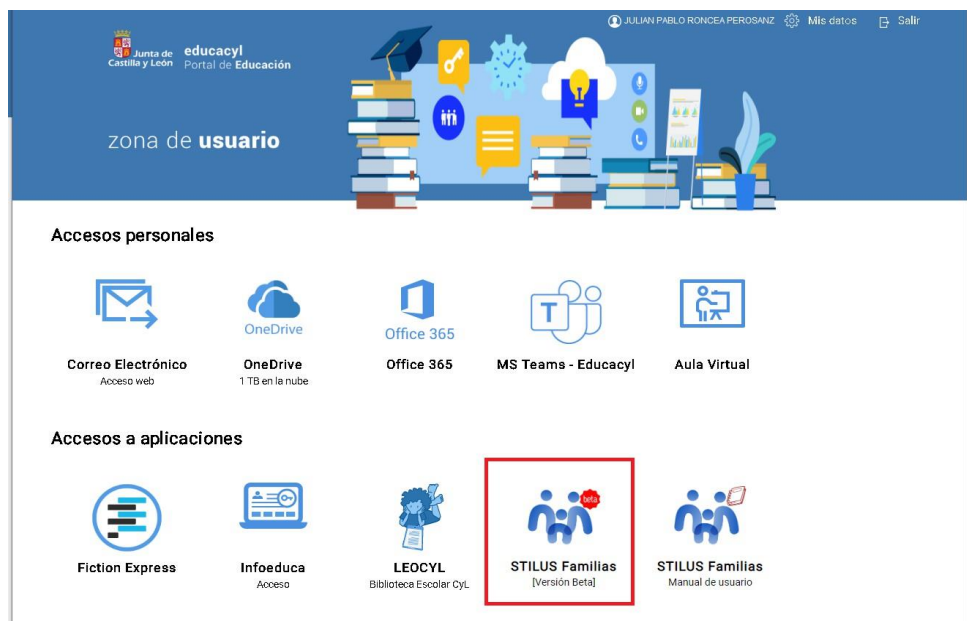 JULIAN PABLO RONCEA PEROSANZ Mis datos Salir
Junta de
Castilla y León
educacyl
Portal de Educación
zona de usuario
Accesos personales
OneDrive
Office 365
T
Correo Electrónico
Acceso web
OneDrive
1 TB en la nube
Office 365
MS Teams - Educacyl
Aula Virtual
Accesos a aplicaciones
beta
Fiction Express
Infoeduca
Acceso
LEOCYL
Biblioteca Escolar CyL
STILUS Familias
[Versión Beta]
STILUS Familias
Manual de usuario